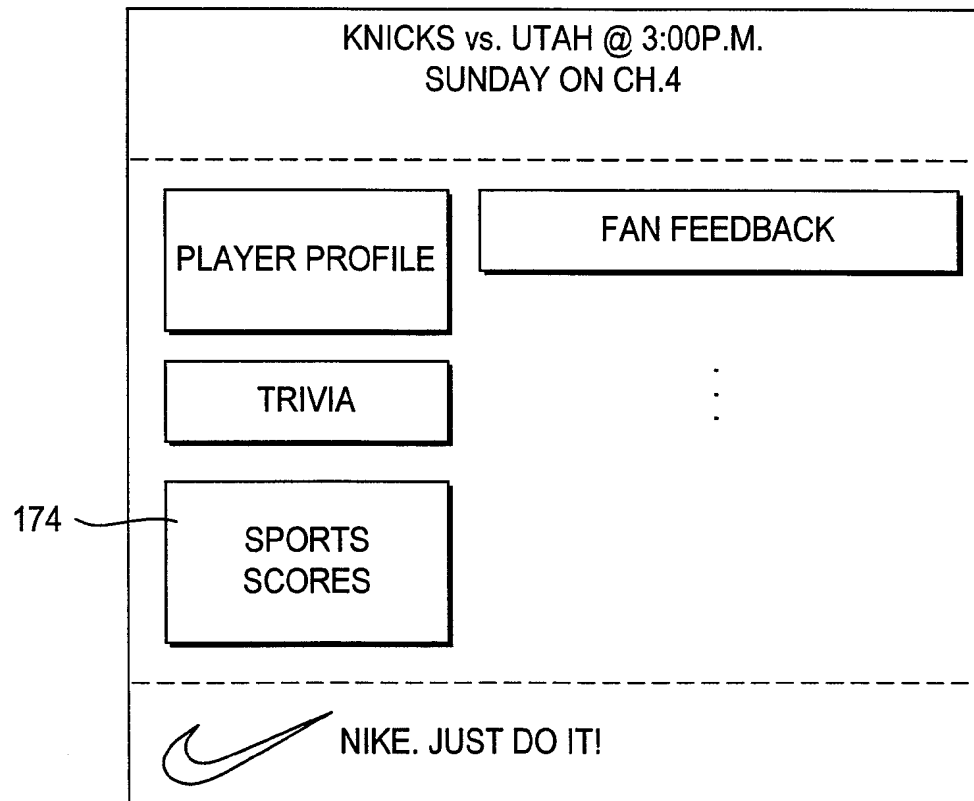 KNICKS vs. UTAH @ 3:00P.M.
SUNDAY ON CH.4
PLAYER PROFILE
FAN FEEDBACK
TRIVIA
174
SPORTS
SCORES
NIKE. JUST DO IT!